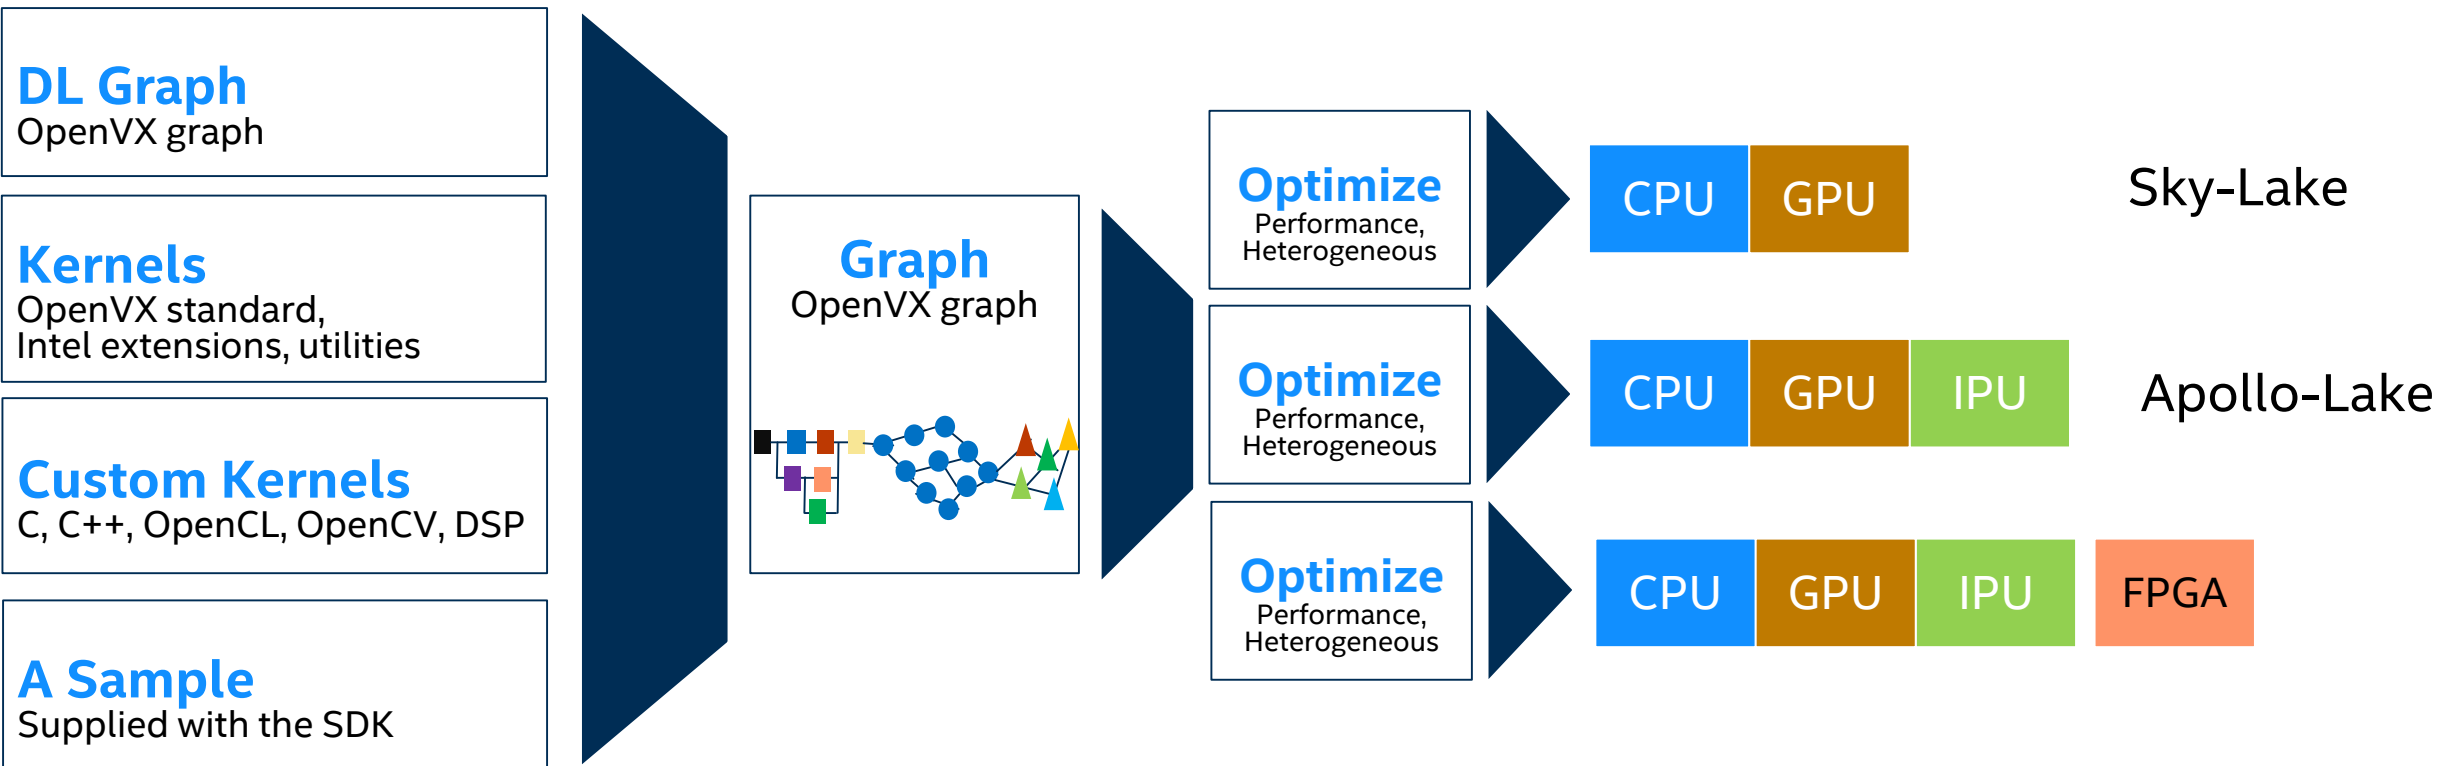 DL Graph
OpenVX graph
Kernels
OpenVX standard,
Intel extensions, utilities
Custom Kernels
C, C++, OpenCL, OpenCV, DSP
A Sample
Supplied with the SDK
Graph
OpenVX graph
Optimize
Performance,
Heterogeneous
CPU GPU
Sky-Lake
Optimize
Performance,
Heterogeneous
CPU GPU IPU
Apollo-Lake
Optimize
Performance,
Heterogeneous
CPU GPU IPU FPGA